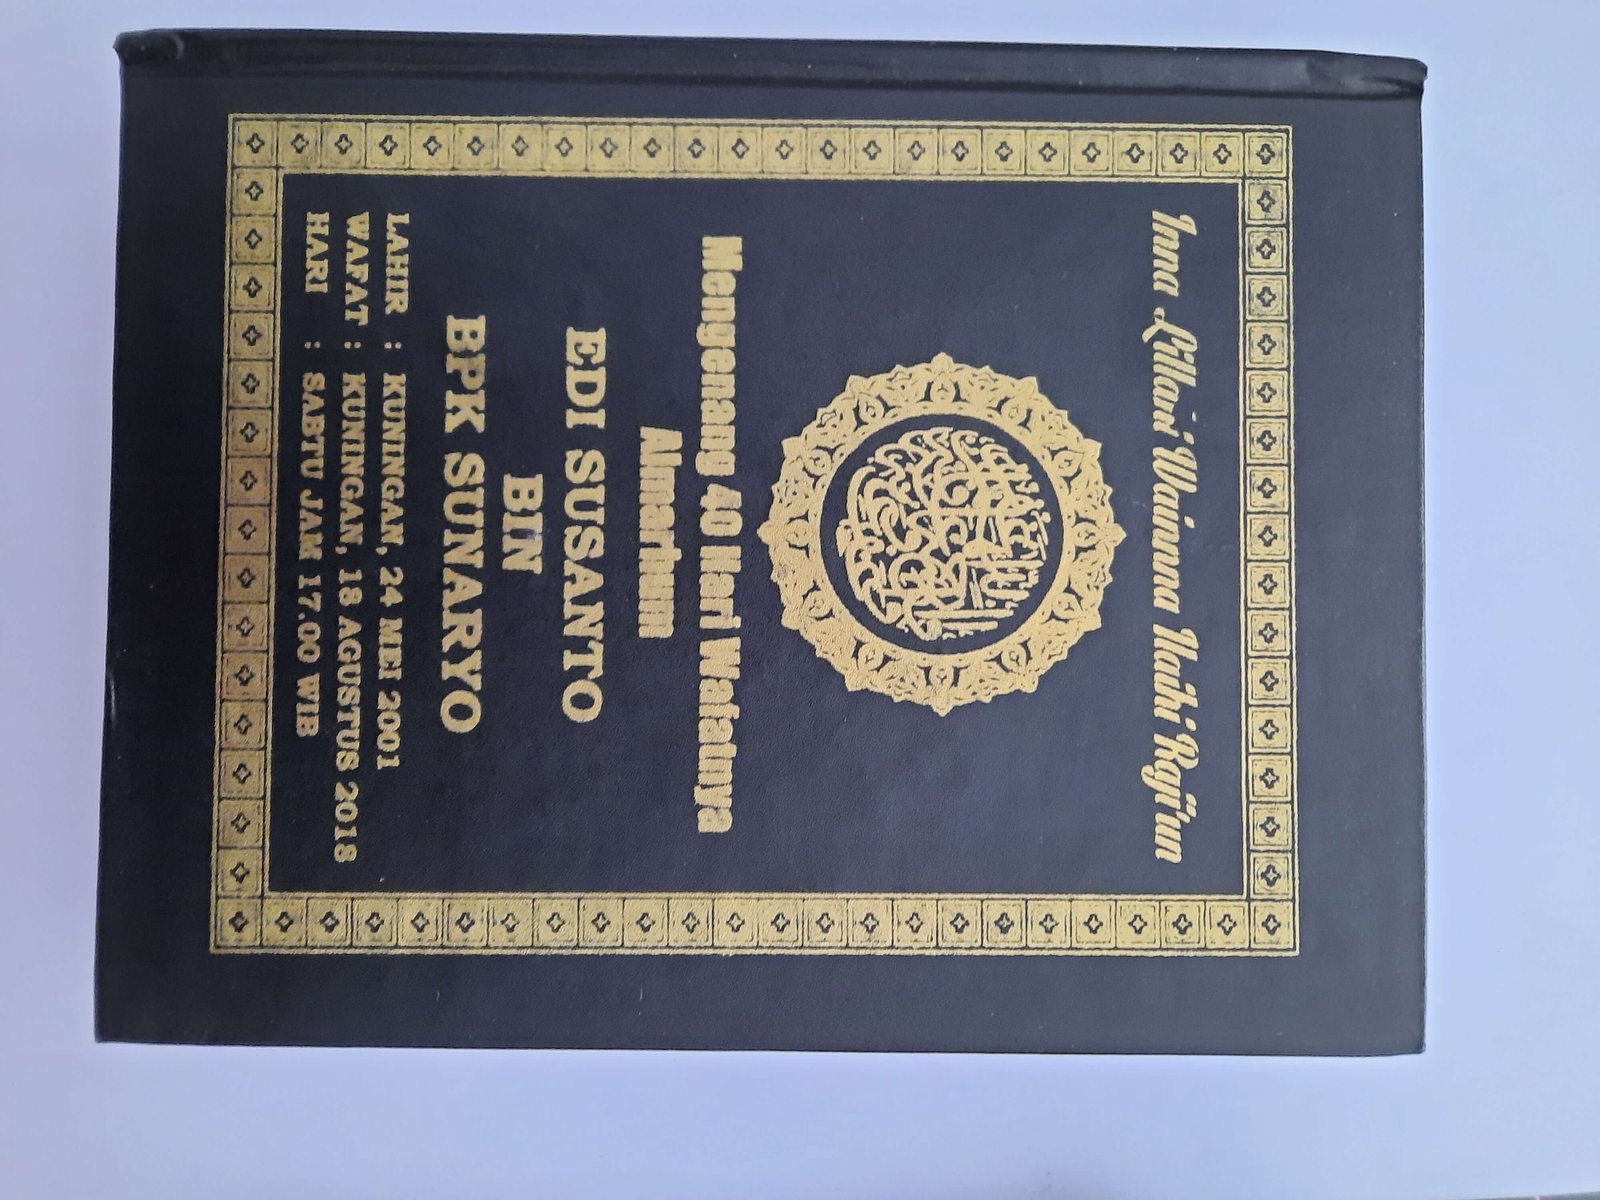 Inna Lillahi Wainnna Ilaihi Raji'un
Mengenang 40 Hari Wafatnya
Almarhum
EDI SUSANTO
BIN
BPK SUNARYO
LAHIR : KUNINGAN, 24 MEI 2001
WAFAT : KUNINGAN, 18 AGUSTUS 2018
HARI : SABTU JAM 17.00 WIB